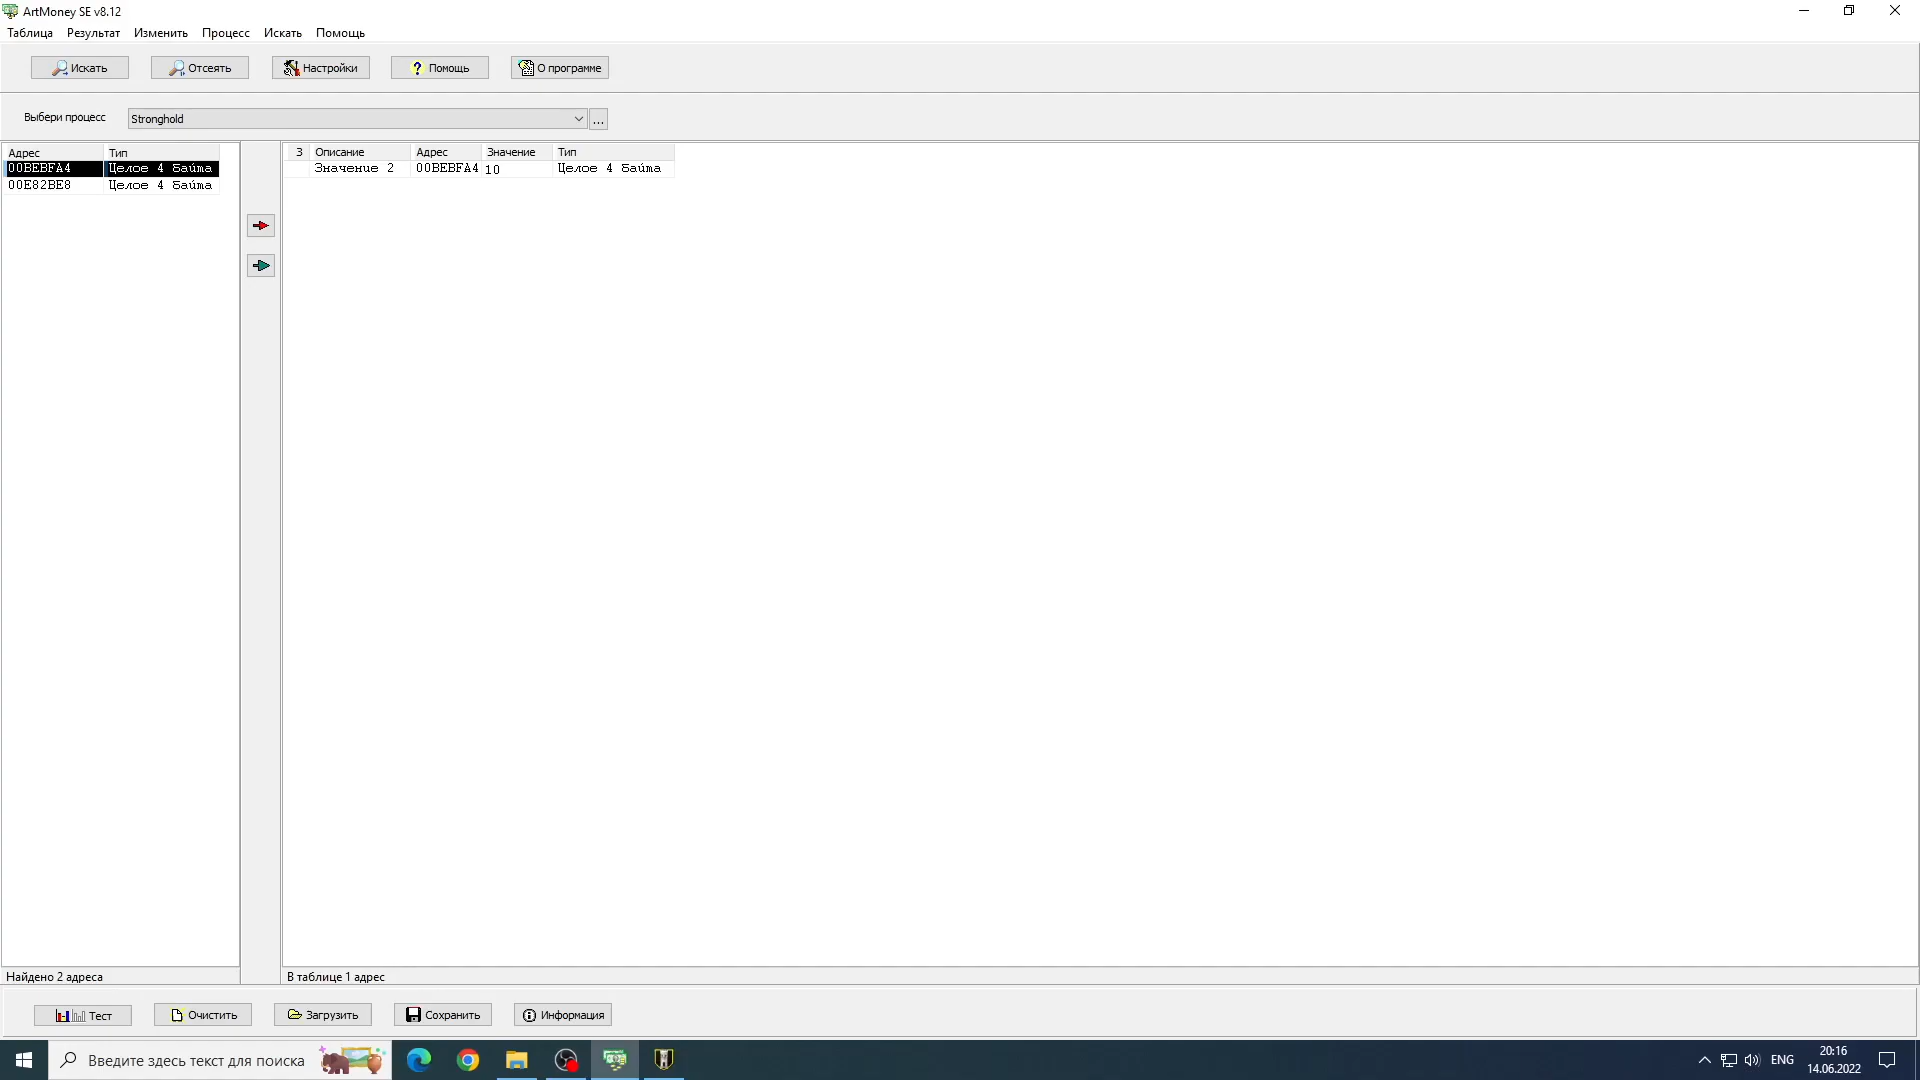 ArtMoney SE v8.12
Таблица Результат Изменить Процесс Искать Помощь
Искать Отсеять Настройки ? Помощь О программе
Выбери процесс Stronghold ...
Адрес Тип
00BEBFA4 Целое 4 байта
00E82BE8 Целое 4 байта
З Описание Адрес Значение Тип
Значение 2 00BEBFA4 10 Целое 4 байта
Найдено 2 адреса
В таблице 1 адрес
Тест Очистить Загрузить Сохранить Информация
Введите здесь текст для поиска
ENG
20:16
14.06.2022